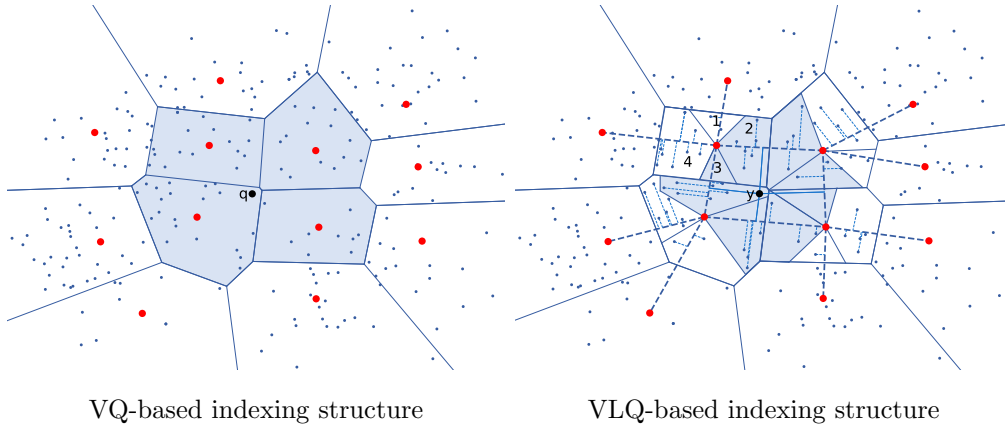 q
1
2
3
4
y
VQ-based indexing structure
VLQ-based indexing structure